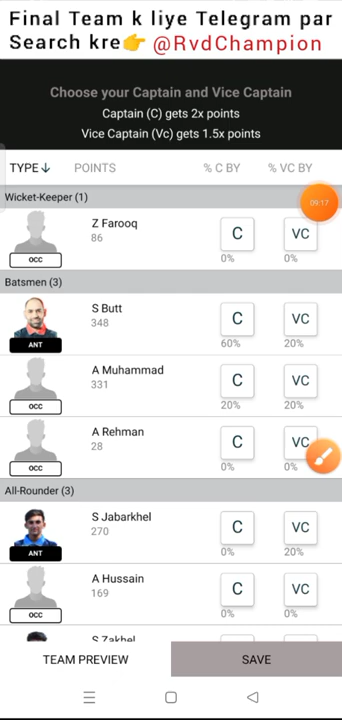 Final Team k liye Telegram par
Search kre👉 @RvdChampion
Choose your Captain and Vice Captain
Captain (C) gets 2x points
Vice Captain (Vc) gets 1.5x points
TYPE↓ POINTS % C BY % VC BY
Wicket-Keeper (1)
09:17
Z Farooq
86
C VC
OCC
0% 0%
Batsmen (3)
S Butt
348
C VC
ANT
60% 20%
A Muhammad
331
C VC
OCC
20% 20%
A Rehman
28
C VC
OCC
0% 0%
All-Rounder (3)
S Jabarkhel
270
C VC
ANT
0% 20%
A Hussain
169
C VC
OCC
0% 0%
S Zakhel
TEAM PREVIEW SAVE